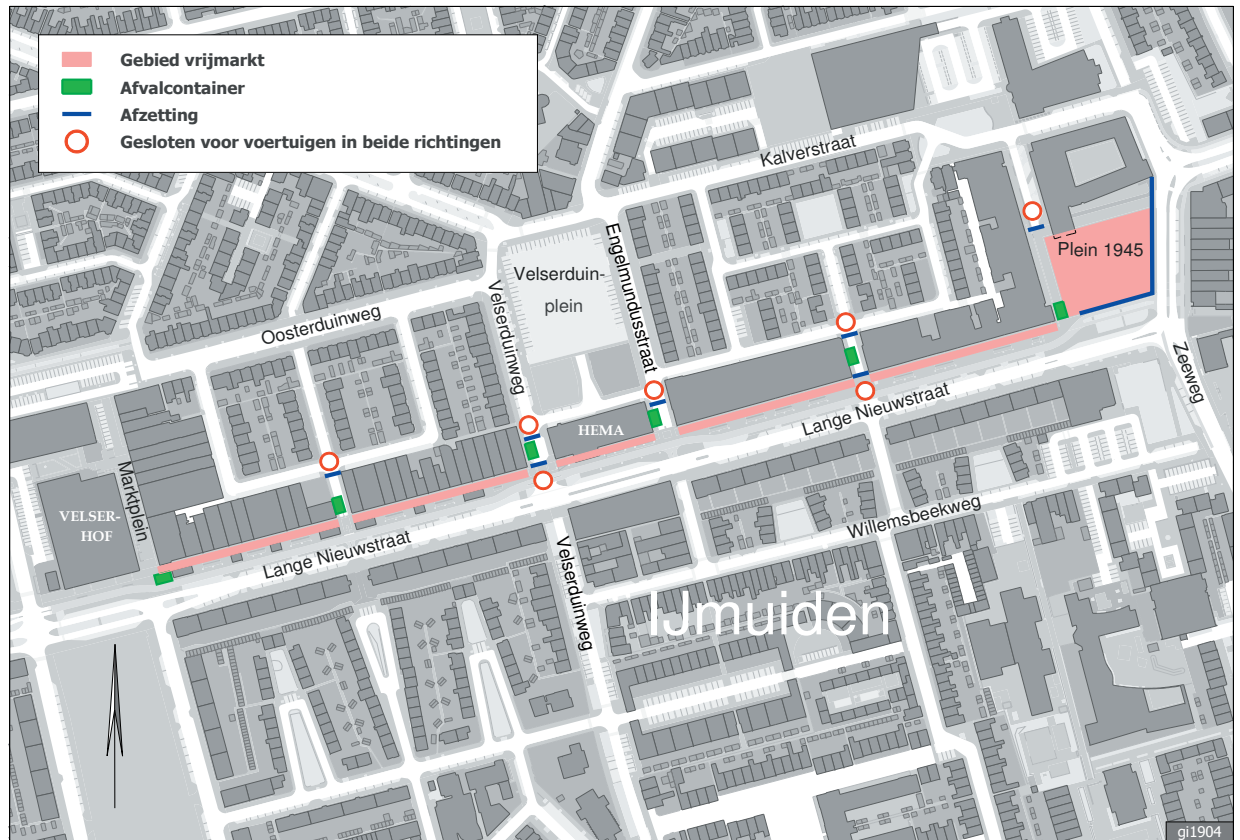 Gebied vrijmarkt
Afvalcontainer
Afzetting
Gesloten voor voertuigen in beide richtingen
Kalverstraat
Engelmundusstraat
Plein 1945
Velserduin-
plein
Velserduinweg
Oosterduinweg
Zeeweg
HEMA
Lange Nieuwstraat
Marktplein
VELSER-
HOF
Lange Nieuwstraat
Willemsbeekweg
Velserduinweg
IJmuiden
gi1904